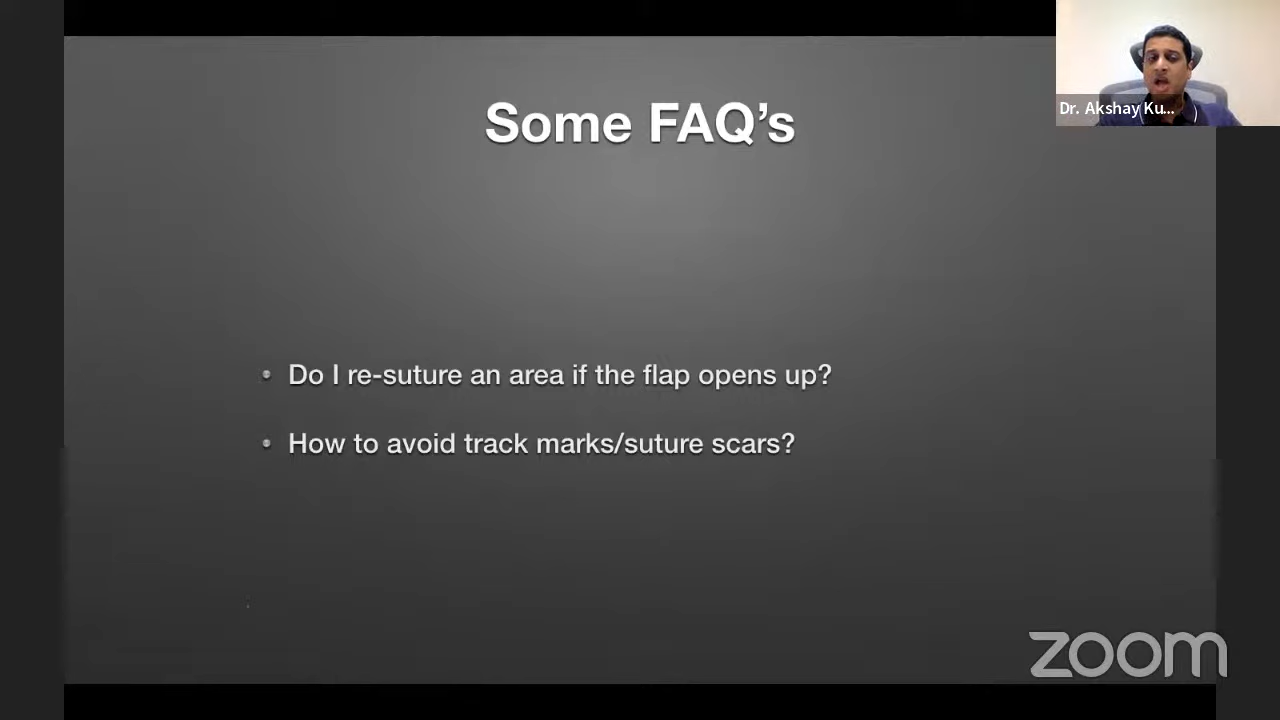 Some FAQ's
Dr. Akshay Ku...
• Do I re-suture an area if the flap opens up?
• How to avoid track marks/suture scars?
zoom